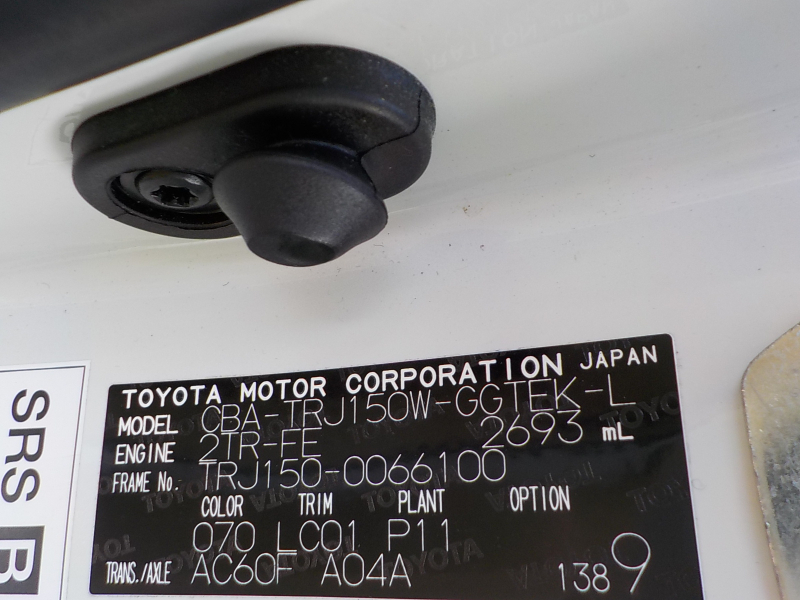 TOYOTA MOTOR CORPORATION JAPAN
MODEL CBA-TRJ150W-GGTEK-L
ENGINE 2TR-FE 2693 mL
FRAME No. TRJ150-0066100
COLOR TRIM PLANT OPTION
070 LC01 P11
TRANS./AXLE AC60F A04A 138 9
SRS B